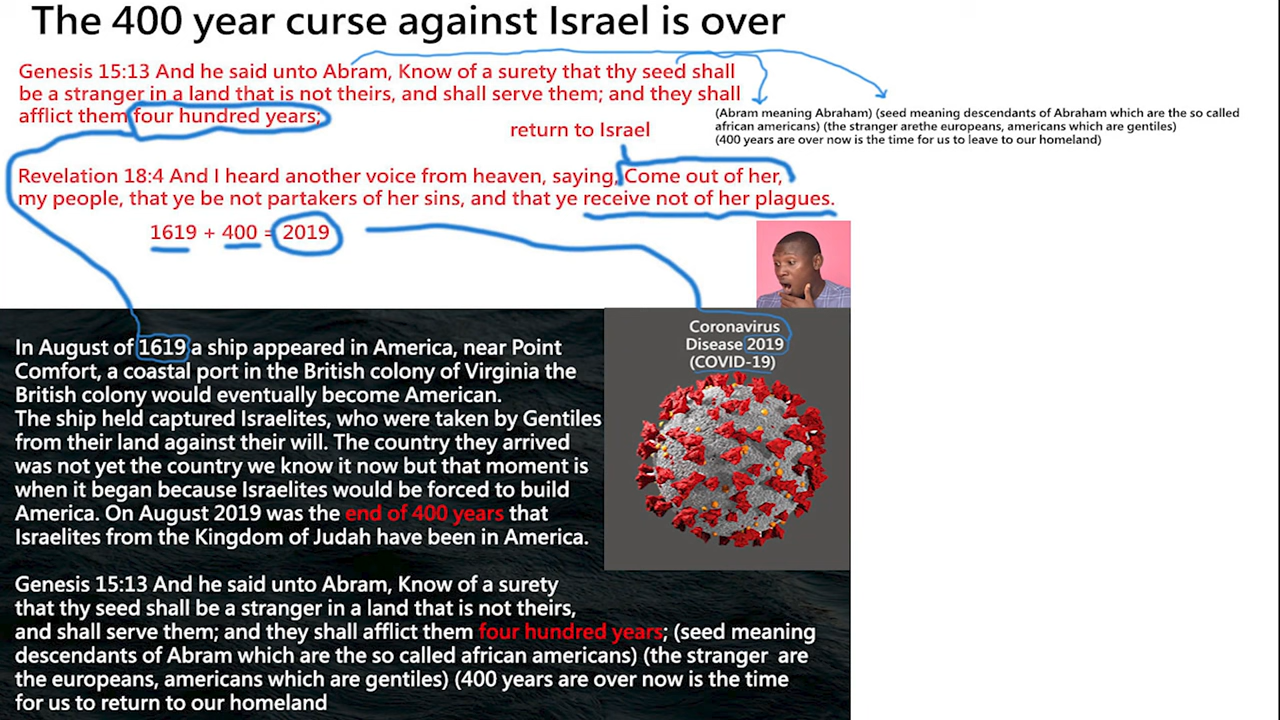 The 400 year curse against Israel is over
Genesis 15:13 And he said unto Abram, Know of a surety that thy seed shall
be a stranger in a land that is not theirs, and shall serve them; and they shall
afflict them four hundred years;
(Abram meaning Abraham) (seed meaning descendants of Abraham which are the so called
african americans) (the stranger arethe europeans, americans which are gentiles)
(400 years are over now is the time for us to leave to our homeland)
return to Israel
Revelation 18:4 And I heard another voice from heaven, saying, Come out of her,
my people, that ye be not partakers of her sins, and that ye receive not of her plagues.
1619 + 400 = 2019
In August of 1619 a ship appeared in America, near Point
Comfort, a coastal port in the British colony of Virginia the
British colony would eventually become American.
The ship held captured Israelites, who were taken by Gentiles
from their land against their will. The country they arrived
was not yet the country we know it now but that moment is
when it began because Israelites would be forced to build
America. On August 2019 was the end of 400 years that
Israelites from the Kingdom of Judah have been in America.
Coronavirus
Disease 2019
(COVID-19)
Genesis 15:13 And he said unto Abram, Know of a surety
that thy seed shall be a stranger in a land that is not theirs,
and shall serve them; and they shall afflict them four hundred years; (seed meaning
descendants of Abram which are the so called african americans) (the stranger are
the europeans, americans which are gentiles) (400 years are over now is the time
for us to return to our homeland